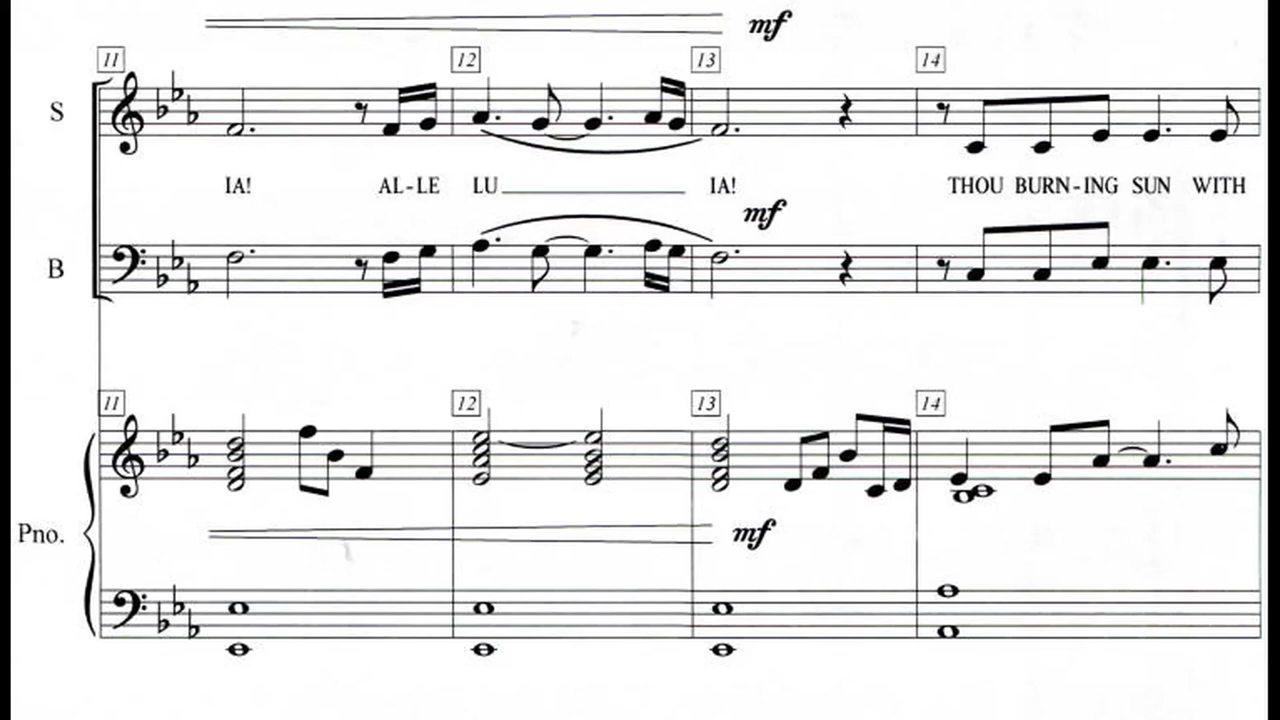 mf
11 12 13 14
S
IA! AL-LE LU IA! THOU BURN-ING SUN WITH
mf
B
11 12 13 14
Pno.
mf